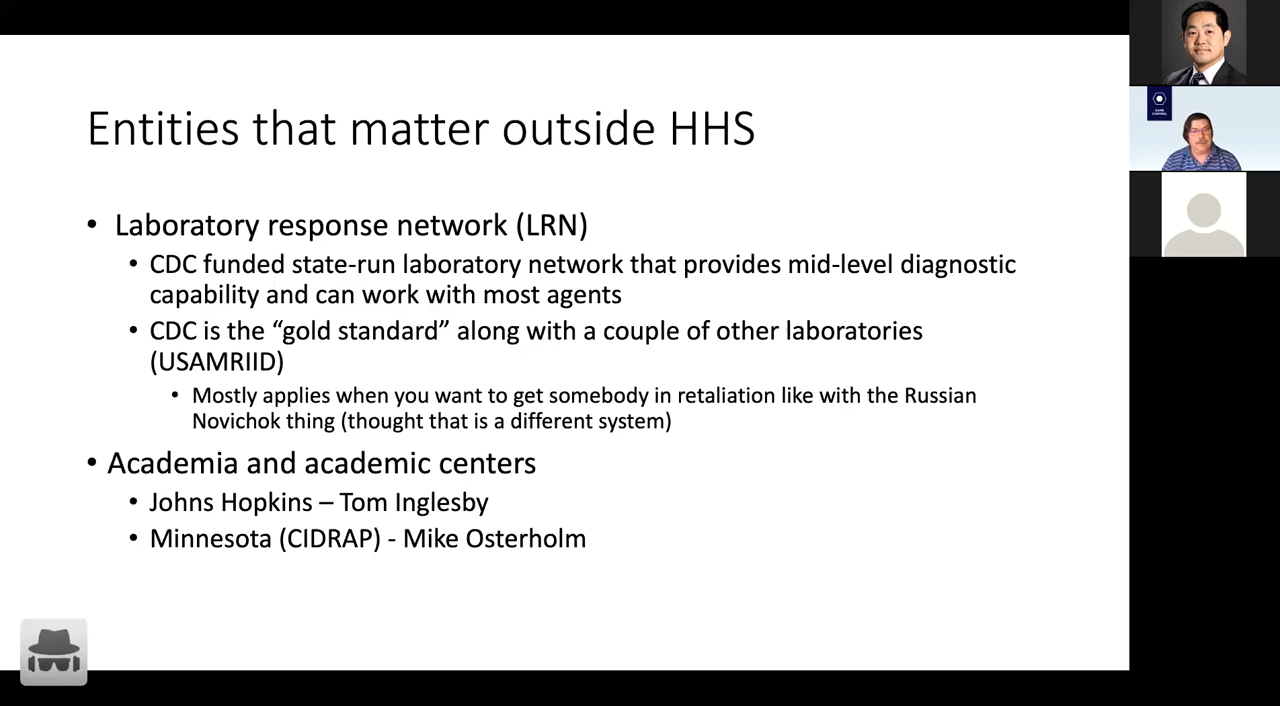 Entities that matter outside HHS
• Laboratory response network (LRN)
• CDC funded state-run laboratory network that provides mid-level diagnostic
capability and can work with most agents
• CDC is the “gold standard” along with a couple of other laboratories
(USAMRIID)
• Mostly applies when you want to get somebody in retaliation like with the Russian
Novichok thing (thought that is a different system)
• Academia and academic centers
• Johns Hopkins – Tom Inglesby
• Minnesota (CIDRAP) - Mike Osterholm
GAME
CONTROL